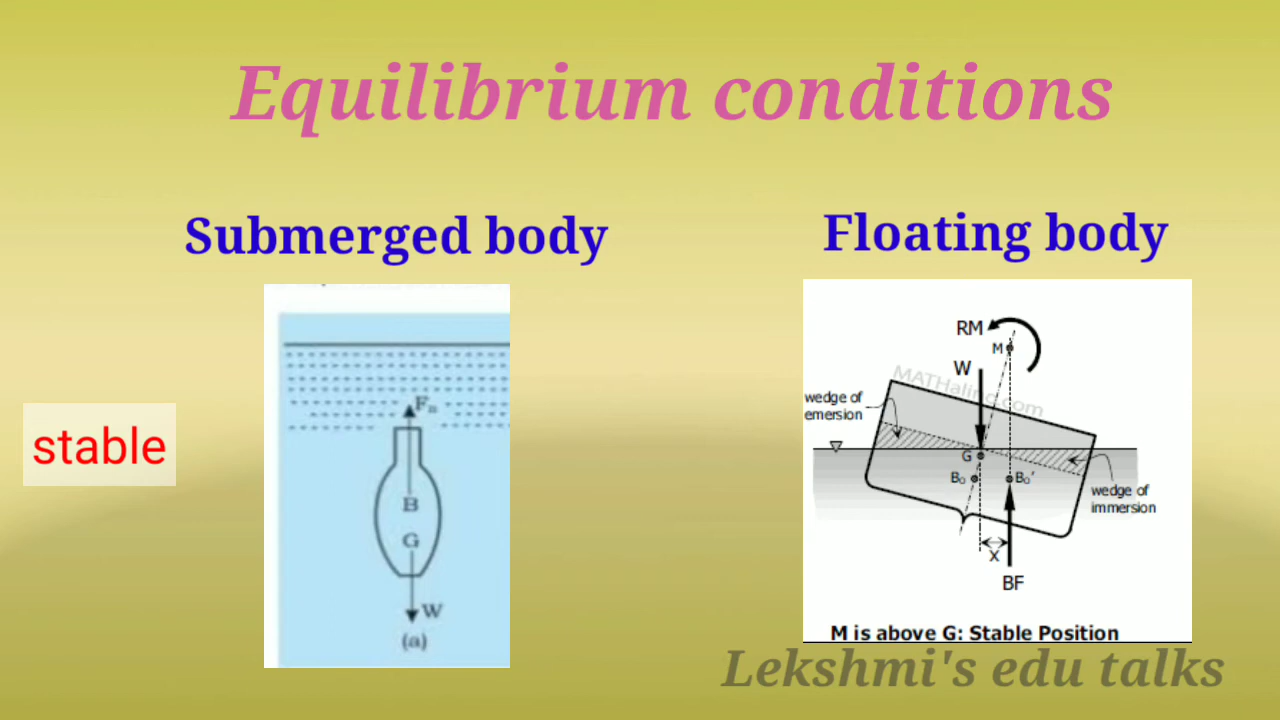 Equilibrium conditions
Submerged body
Floating body
stable
F_B
B
G
W
(a)
RM
M
W
MATHalino.com
wedge of
emersion
G
B₀
B₀'
wedge of
immersion
X
BF
M is above G: Stable Position
Lekshmi's edu talks